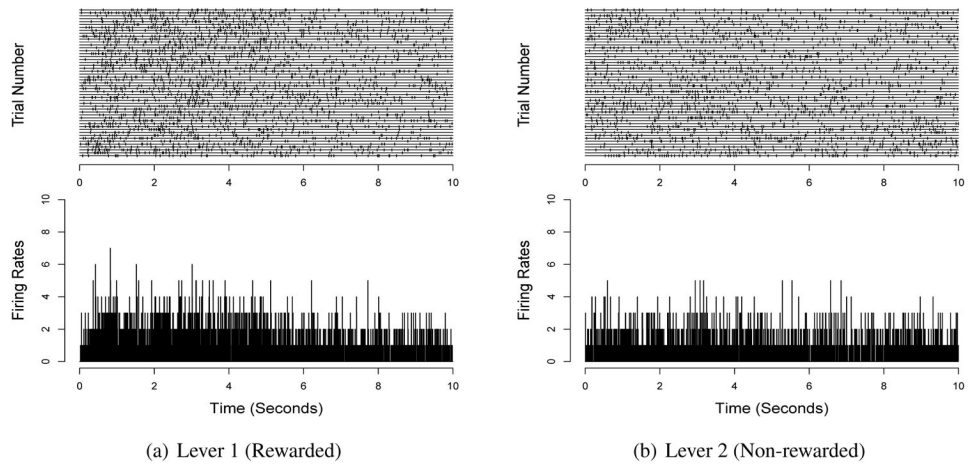 Trial Number
0 2 4 6 8 10
Firing Rates
0 2 4 6 8 10
0 2 4 6 8 10
Time (Seconds)
(a) Lever 1 (Rewarded)
Trial Number
0 2 4 6 8 10
Firing Rates
0 2 4 6 8 10
0 2 4 6 8 10
Time (Seconds)
(b) Lever 2 (Non-rewarded)